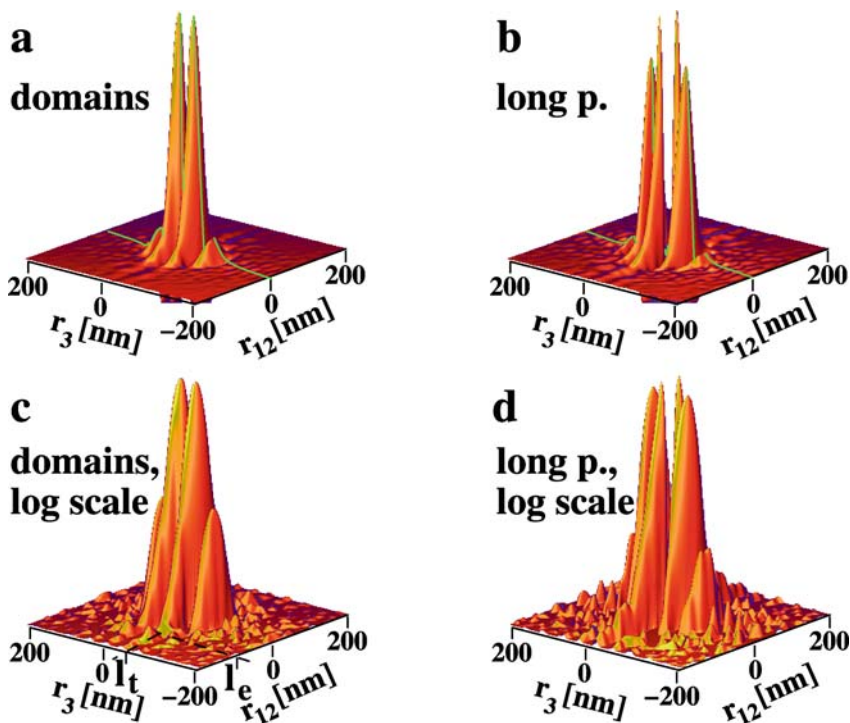 a
domains
200
0
−200
r3 [nm]
0
200
r12 [nm]
b
long p.
200
0
−200
r3 [nm]
0
200
r12 [nm]
c
domains,
log scale
200
0
lt
−200
r3 [nm]
le
0
200
r12 [nm]
d
long p.,
log scale
200
0
−200
r3 [nm]
0
200
r12 [nm]